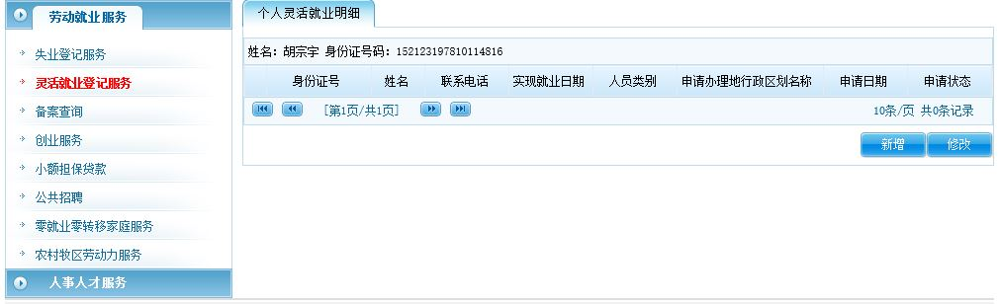 劳动就业服务
失业登记服务
灵活就业登记服务
备案查询
创业服务
小额担保贷款
公共招聘
零就业零转移家庭服务
农村牧区劳动力服务
人事人才服务
个人灵活就业明细
姓名：胡宗宇 身份证号码：152123197810114816
身份证号 姓名 联系电话 实现就业日期 人员类别 申请办理地行政区划名称 申请日期 申请状态
[第1页/共1页] 10条/页 共0条记录
新增 修改